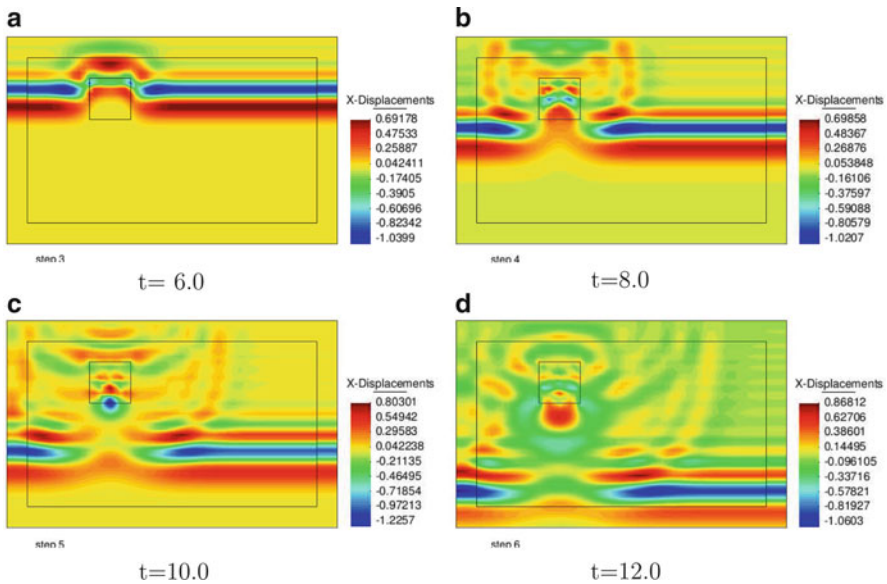 a
X-Displacements
0.69178
0.47533
0.25887
0.042411
-0.17405
-0.3905
-0.60696
-0.82342
-1.0399
step 3
t= 6.0
b
X-Displacements
0.69858
0.48367
0.26876
0.053848
-0.16106
-0.37597
-0.59088
-0.80579
-1.0207
step 4
t=8.0
c
X-Displacements
0.80301
0.54942
0.29583
0.042238
-0.21135
-0.46495
-0.71854
-0.97213
-1.2257
step 5
t=10.0
d
X-Displacements
0.86812
0.62706
0.38601
0.14495
-0.096105
-0.33716
-0.57821
-0.81927
-1.0603
step 6
t=12.0